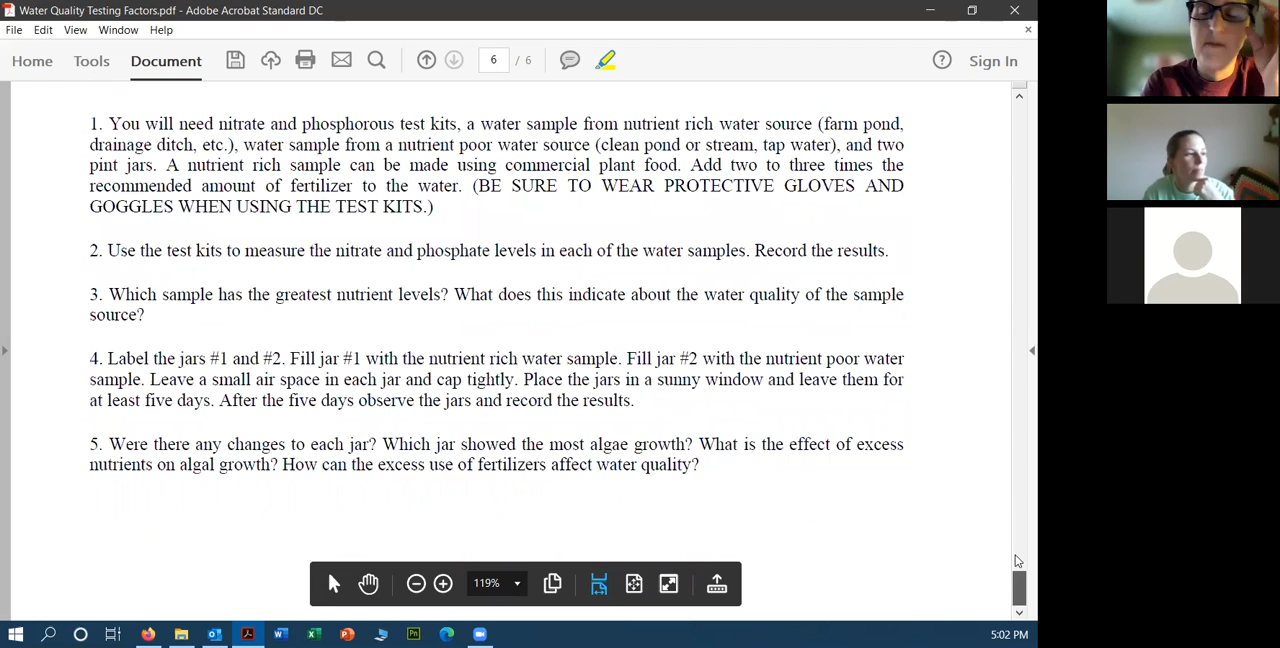 Water Quality Testing Factors.pdf - Adobe Acrobat Standard DC
File Edit View Window Help
Home Tools Document 6 / 6 Sign In
1. You will need nitrate and phosphorous test kits, a water sample from nutrient rich water source (farm pond,
drainage ditch, etc.), water sample from a nutrient poor water source (clean pond or stream, tap water), and two
pint jars. A nutrient rich sample can be made using commercial plant food. Add two to three times the
recommended amount of fertilizer to the water. (BE SURE TO WEAR PROTECTIVE GLOVES AND
GOGGLES WHEN USING THE TEST KITS.)
2. Use the test kits to measure the nitrate and phosphate levels in each of the water samples. Record the results.
3. Which sample has the greatest nutrient levels? What does this indicate about the water quality of the sample
source?
4. Label the jars #1 and #2. Fill jar #1 with the nutrient rich water sample. Fill jar #2 with the nutrient poor water
sample. Leave a small air space in each jar and cap tightly. Place the jars in a sunny window and leave them for
at least five days. After the five days observe the jars and record the results.
5. Were there any changes to each jar? Which jar showed the most algae growth? What is the effect of excess
nutrients on algal growth? How can the excess use of fertilizers affect water quality?
119%
Pn
5:02 PM